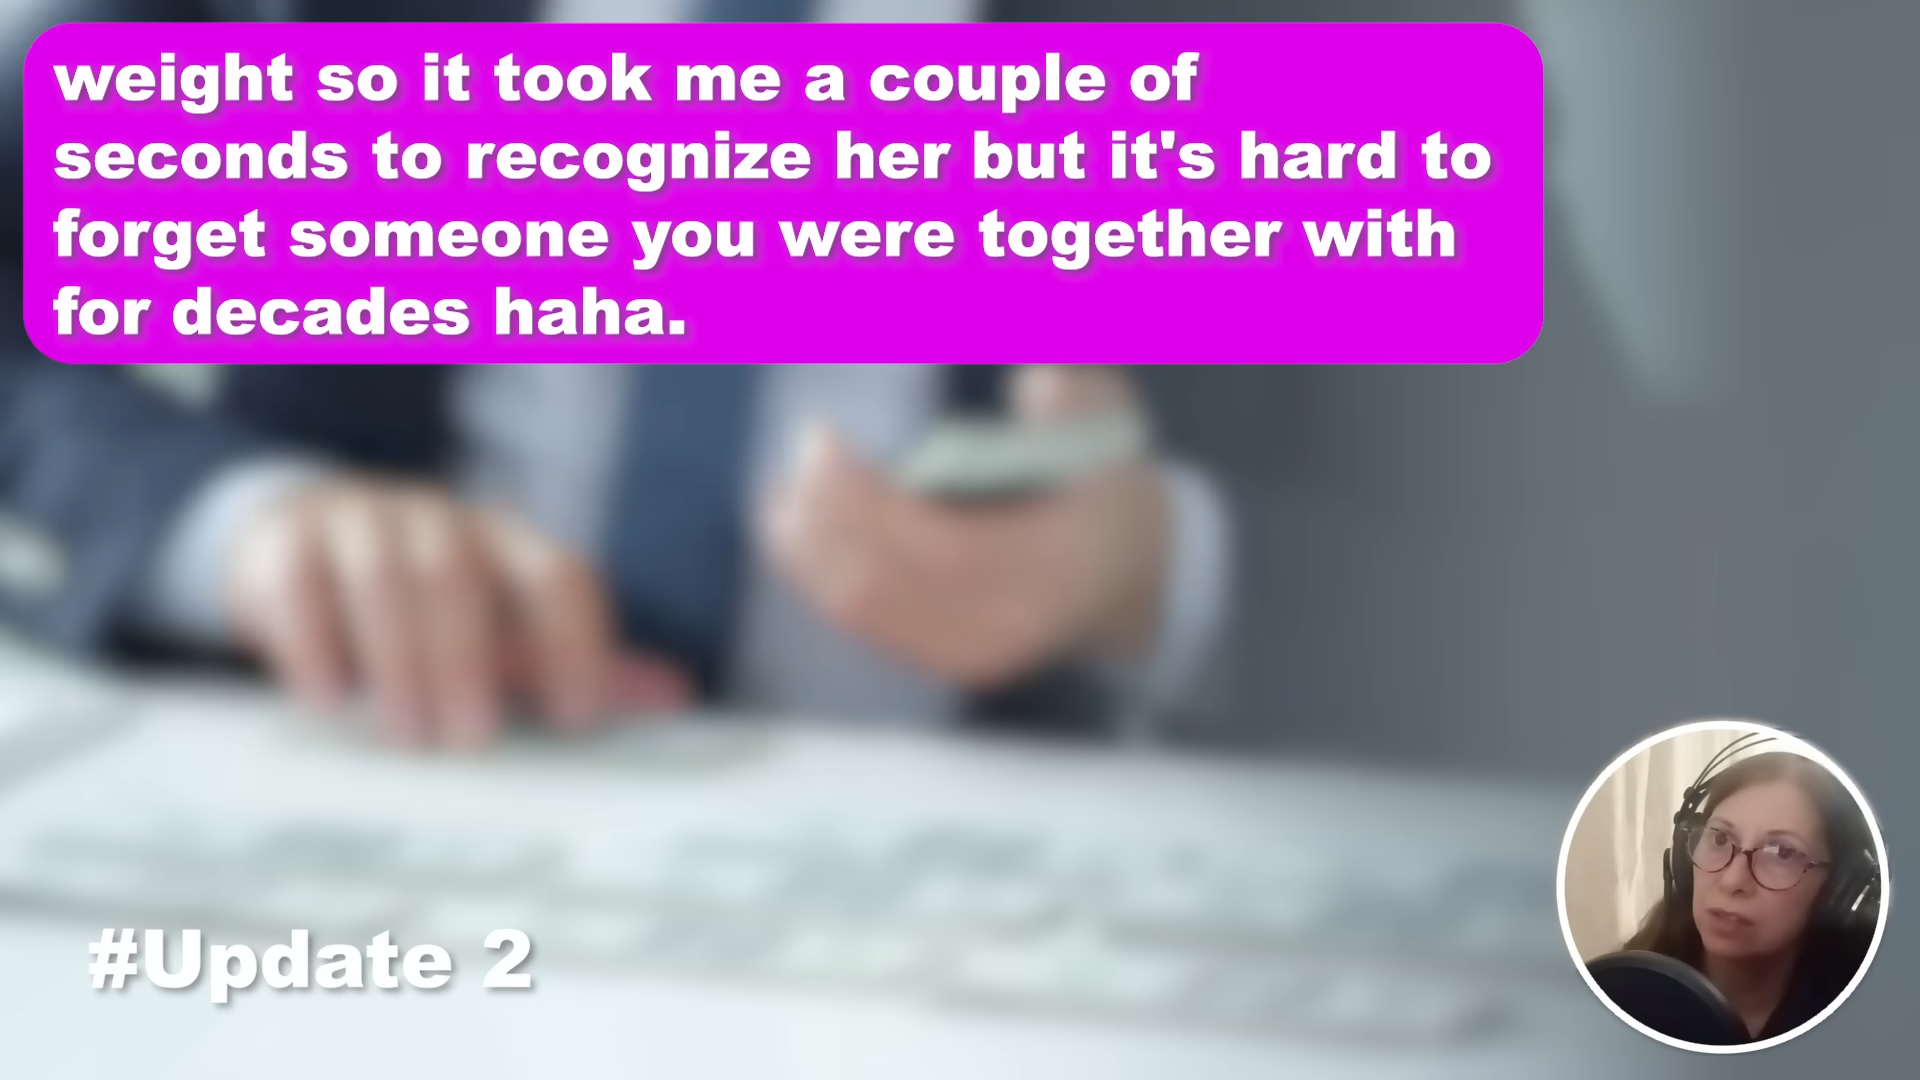 weight so it took me a couple of
seconds to recognize her but it's hard to
forget someone you were together with
for decades haha.
#Update 2